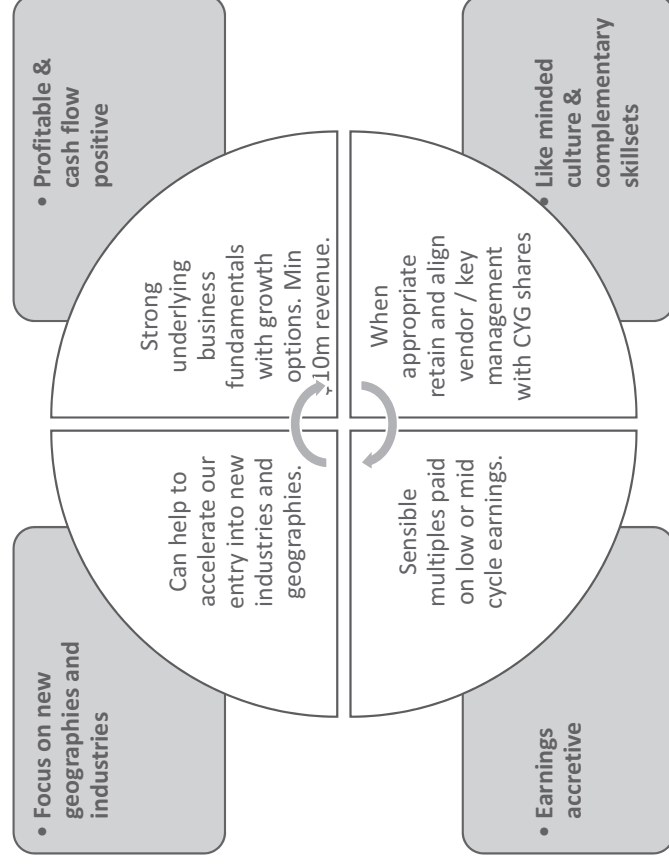 • Focus on new
geographies and
industries
• Profitable &
cash flow
positive
Can help to
accelerate our
entry into new
industries and
geographies.
Strong
underlying
business
fundamentals
with growth
options. Min
10m revenue.
Sensible
multiples paid
on low or mid
cycle earnings.
When
appropriate
retain and align
vendor / key
management
with CYG shares
• Earnings
accretive
• Like minded
culture &
complementary
skillsets